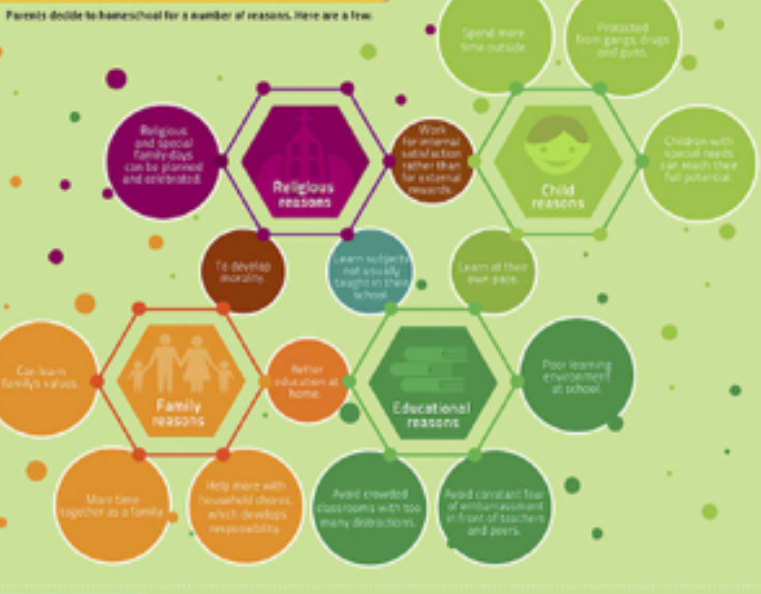 Parents decide to homeschool for a number of reasons. Here are a few.
Spend more
time outside.
Protected
from gangs, drugs
and guns.
Religious
and special
family days
can be planned
and celebrated.
Religious
reasons
Work
for internal
satisfaction
rather than
for external
rewards.
Child
reasons
Children with
special needs
can reach their
full potential.
To develop
morality.
Learn subjects
not usually
taught in their
school.
Learn at their
own pace.
Can learn
family's values.
Family
reasons
Better
education at
home.
Educational
reasons
Poor learning
environment
at school.
More time
together as a family.
Help more with
household chores,
which develops
responsibility.
Avoid crowded
classrooms with too
many distractions.
Avoid constant fear
of embarrassment
in front of teachers
and peers.